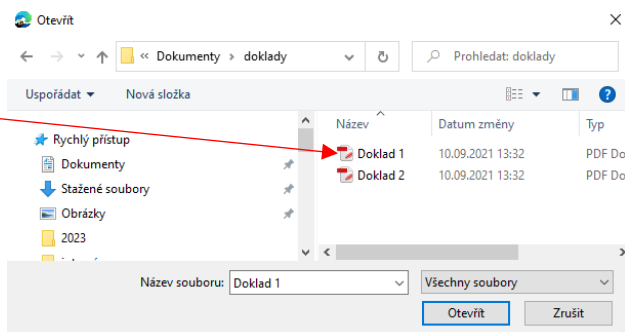 Otevřít
« Dokumenty › doklady
Prohledat: doklady
Uspořádat
Nová složka
Název
Datum změny
Typ
Rychlý přístup
Dokumenty
Stažené soubory
Obrázky
2023
Doklad 1 10.09.2021 13:32 PDF Do
Doklad 2 10.09.2021 13:32 PDF Do
Název souboru: Doklad 1
Všechny soubory
Otevřít
Zrušit